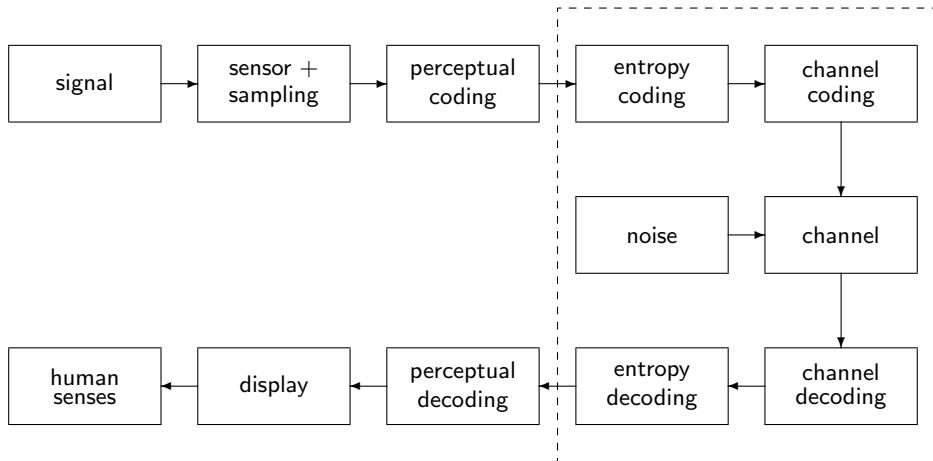 signal
sensor +
sampling
perceptual
coding
entropy
coding
channel
coding
noise
channel
human
senses
display
perceptual
decoding
entropy
decoding
channel
decoding